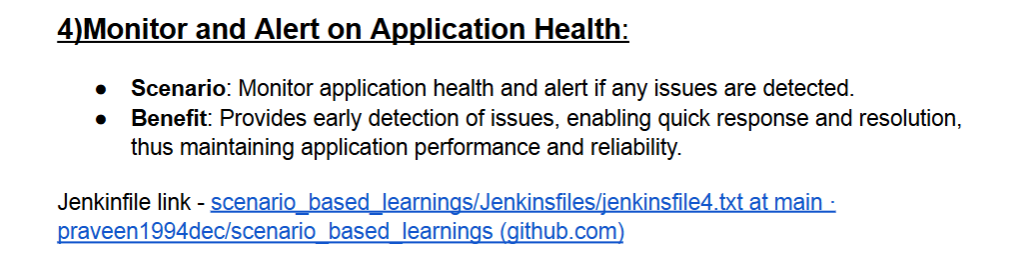 4)Monitor and Alert on Application Health:
● Scenario: Monitor application health and alert if any issues are detected.
● Benefit: Provides early detection of issues, enabling quick response and resolution,
thus maintaining application performance and reliability.
Jenkinfile link - scenario_based_learnings/Jenkinsfiles/jenkinsfile4.txt at main ·
praveen1994dec/scenario_based_learnings (github.com)